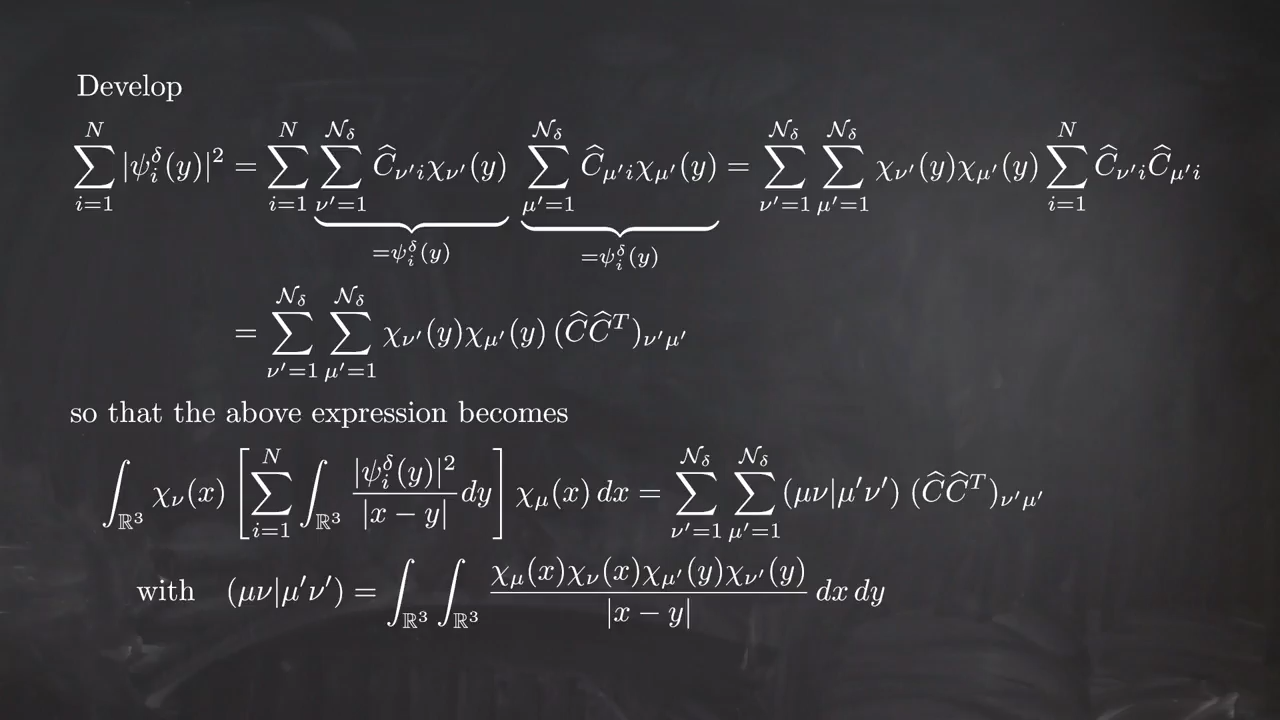 Develop
$\sum_{i=1}^{N} |\psi_i^\delta(y)|^2 = \sum_{i=1}^{N} \underbrace{\sum_{\nu'=1}^{\mathcal{N}_\delta} \widehat{C}_{\nu' i} \chi_{\nu'}(y)}_{=\psi_i^\delta(y)} \underbrace{\sum_{\mu'=1}^{\mathcal{N}_\delta} \widehat{C}_{\mu' i} \chi_{\mu'}(y)}_{=\psi_i^\delta(y)} = \sum_{\nu'=1}^{\mathcal{N}_\delta} \sum_{\mu'=1}^{\mathcal{N}_\delta} \chi_{\nu'}(y) \chi_{\mu'}(y) \sum_{i=1}^{N} \widehat{C}_{\nu' i} \widehat{C}_{\mu' i}$
$= \sum_{\nu'=1}^{\mathcal{N}_\delta} \sum_{\mu'=1}^{\mathcal{N}_\delta} \chi_{\nu'}(y) \chi_{\mu'}(y) \, (\widehat{C}\widehat{C}^T)_{\nu'\mu'}$
so that the above expression becomes
$\int_{\mathbb{R}^3} \chi_\nu(x) \left[ \sum_{i=1}^{N} \int_{\mathbb{R}^3} \frac{|\psi_i^\delta(y)|^2}{|x-y|} dy \right] \chi_\mu(x) \, dx = \sum_{\nu'=1}^{\mathcal{N}_\delta} \sum_{\mu'=1}^{\mathcal{N}_\delta} (\mu\nu|\mu'\nu') \, (\widehat{C}\widehat{C}^T)_{\nu'\mu'}$
with $(\mu\nu|\mu'\nu') = \int_{\mathbb{R}^3} \int_{\mathbb{R}^3} \frac{\chi_\mu(x)\chi_\nu(x)\chi_{\mu'}(y)\chi_{\nu'}(y)}{|x-y|} \, dx \, dy$